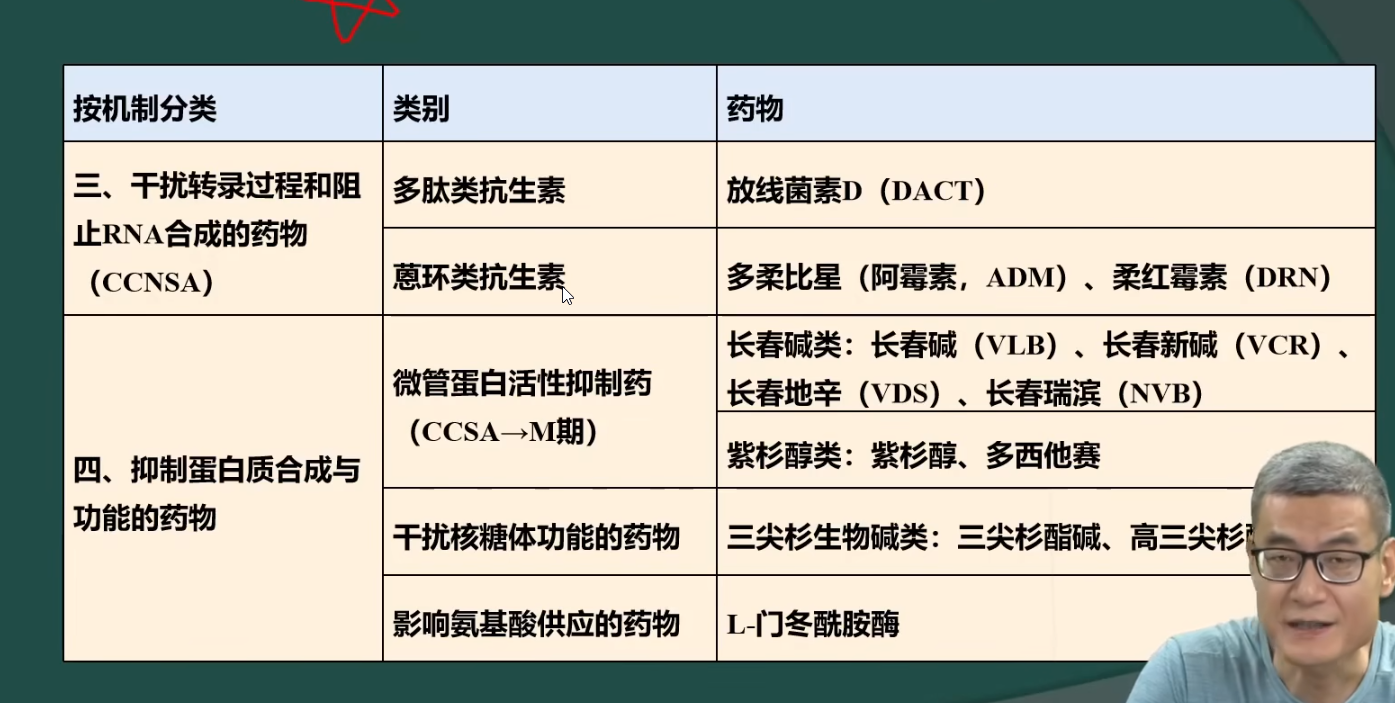 按机制分类
类别
药物
三、干扰转录过程和阻
止RNA合成的药物
（CCNSA）
多肽类抗生素
放线菌素D（DACT）
蒽环类抗生素
多柔比星（阿霉素，ADM）、柔红霉素（DRN）
四、抑制蛋白质合成与
功能的药物
微管蛋白活性抑制药
（CCSA→M期）
长春碱类：长春碱（VLB）、长春新碱（VCR）、
长春地辛（VDS）、长春瑞滨（NVB）
紫杉醇类：紫杉醇、多西他赛
干扰核糖体功能的药物
三尖杉生物碱类：三尖杉酯碱、高三尖杉
影响氨基酸供应的药物
L-门冬酰胺酶